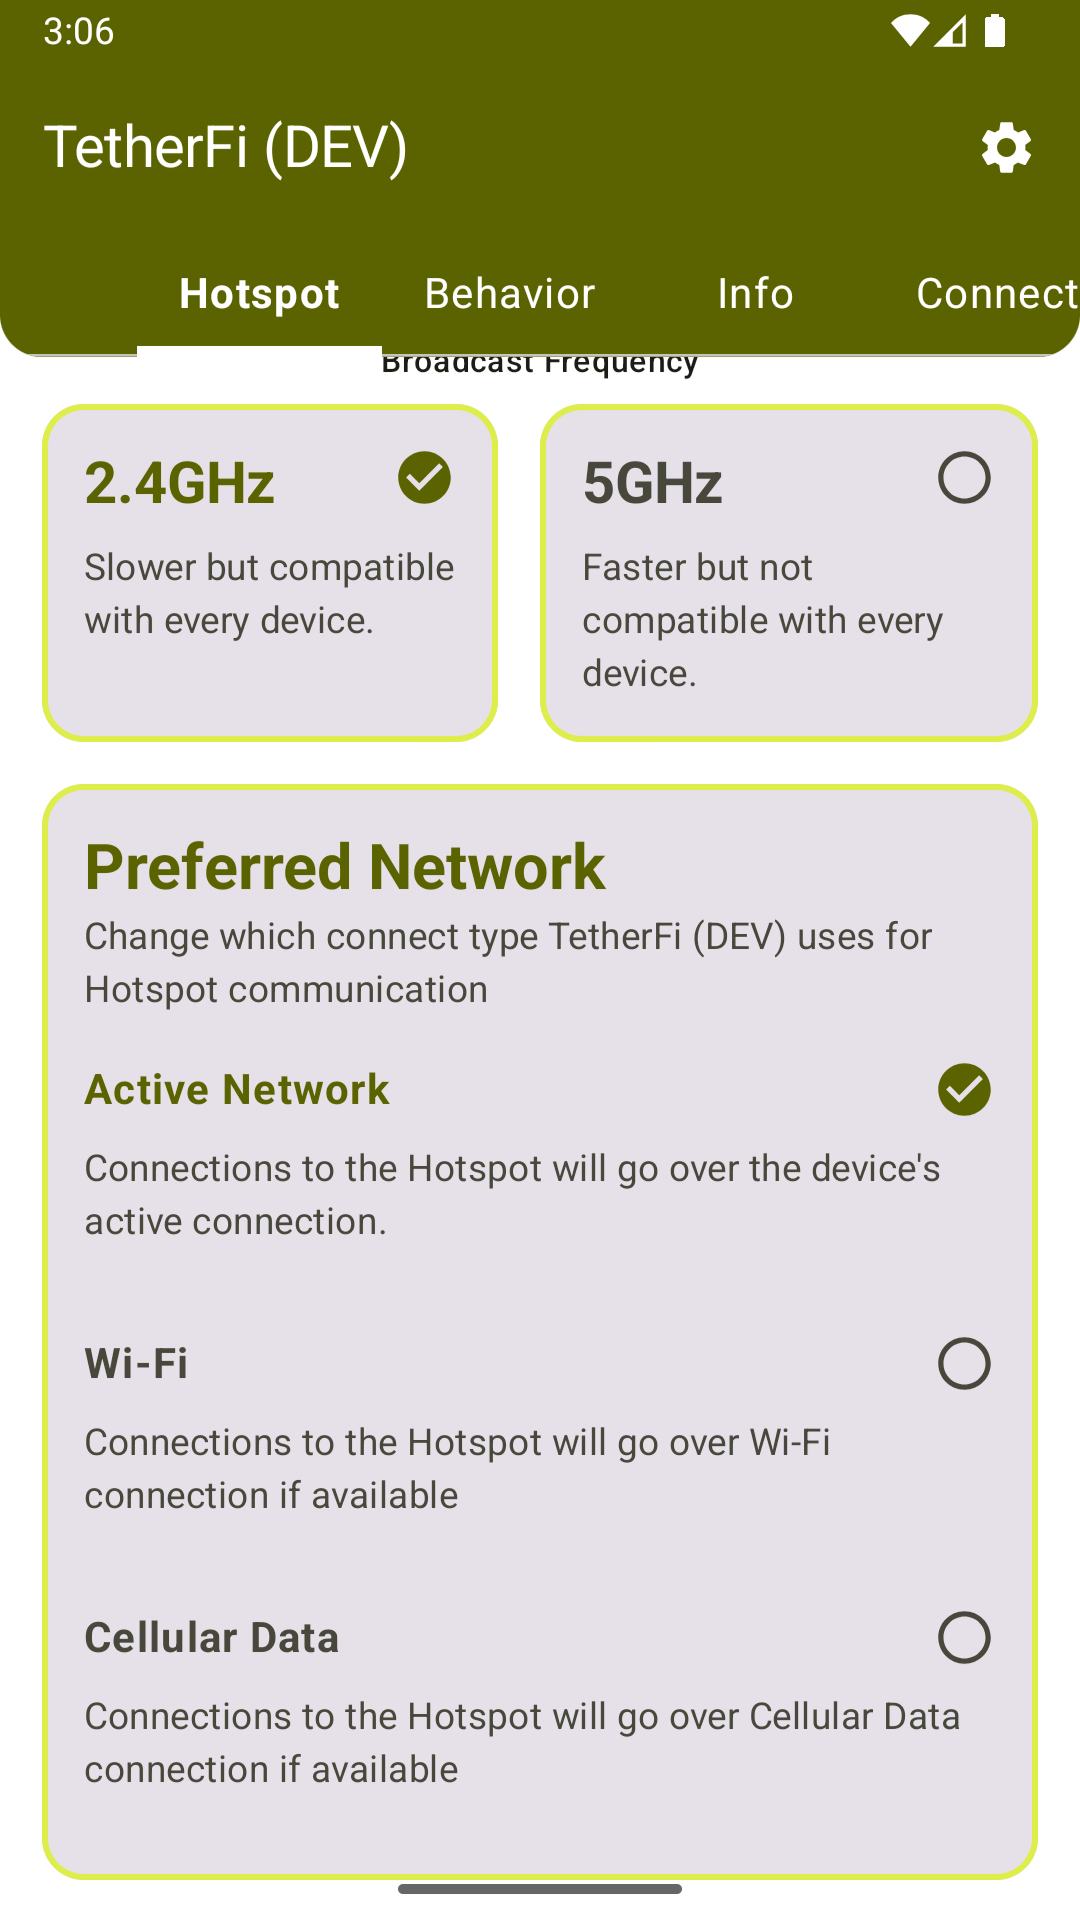 3:06
TetherFi (DEV)
Hotspot
Behavior
Info
Connect
Broadcast Frequency
2.4GHz
Slower but compatible
with every device.
5GHz
Faster but not
compatible with every
device.
Preferred Network
Change which connect type TetherFi (DEV) uses for
Hotspot communication
Active Network
Connections to the Hotspot will go over the device's
active connection.
Wi-Fi
Connections to the Hotspot will go over Wi-Fi
connection if available
Cellular Data
Connections to the Hotspot will go over Cellular Data
connection if available